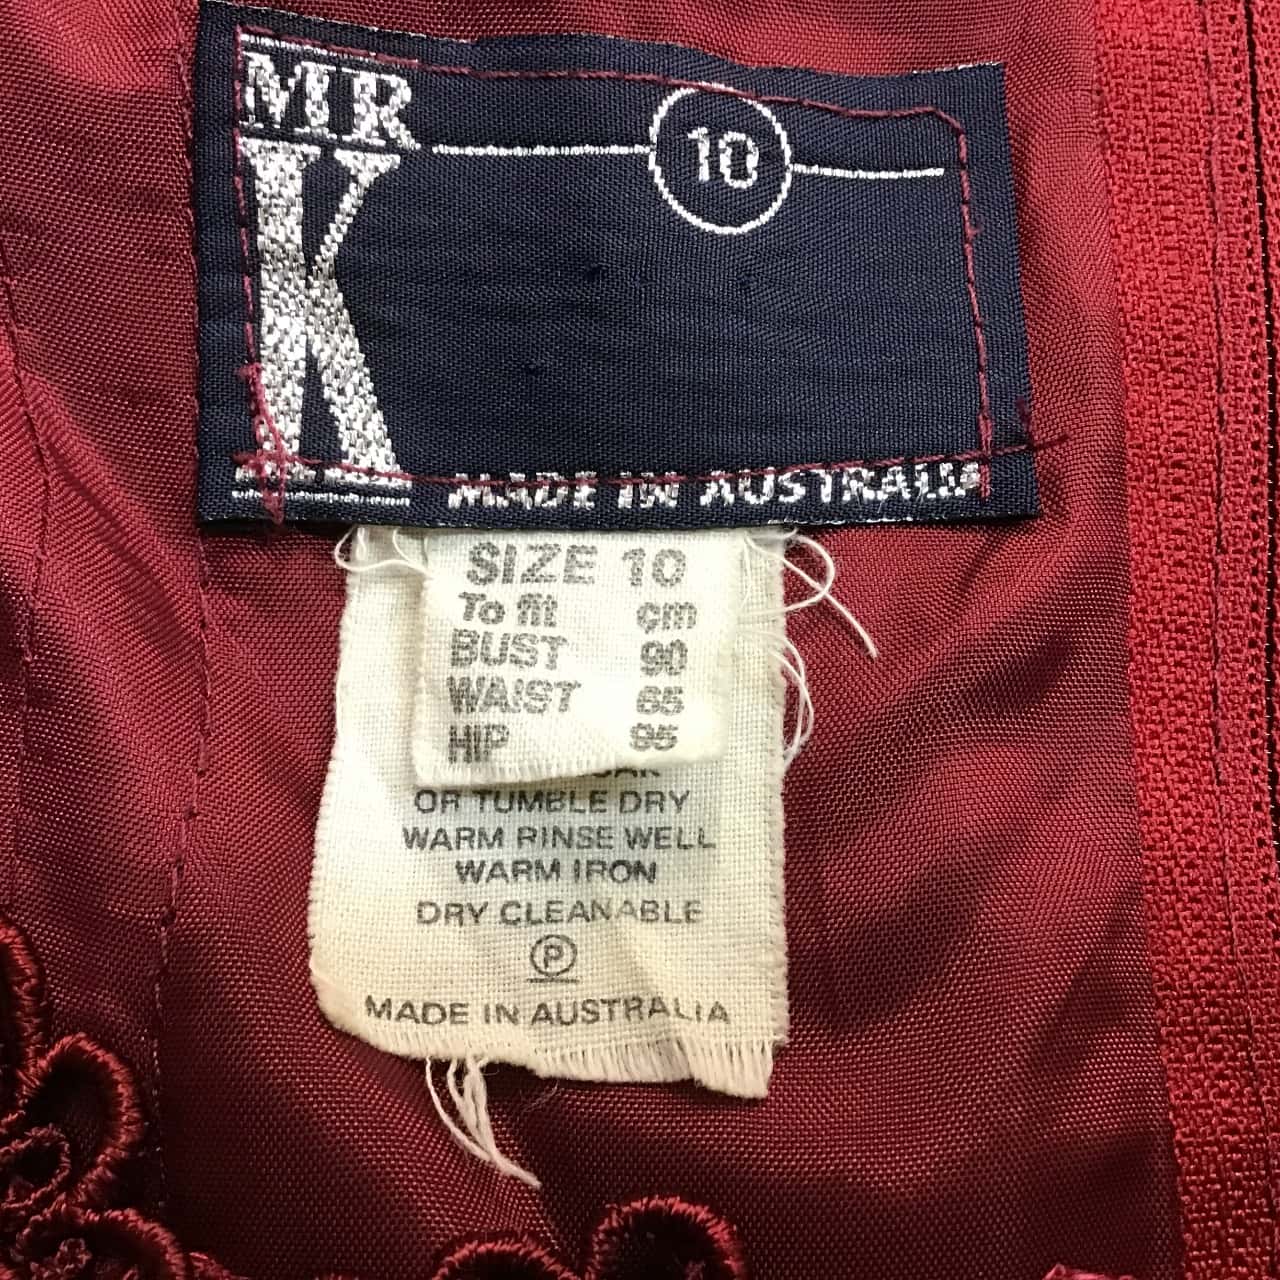 MR
K
10
MADE IN AUSTRALIA
SIZE 10
To fit cm
BUST 90
WAIST 65
HIP 95
OR TUMBLE DRY
WARM RINSE WELL
WARM IRON
DRY CLEANABLE
P
MADE IN AUSTRALIA